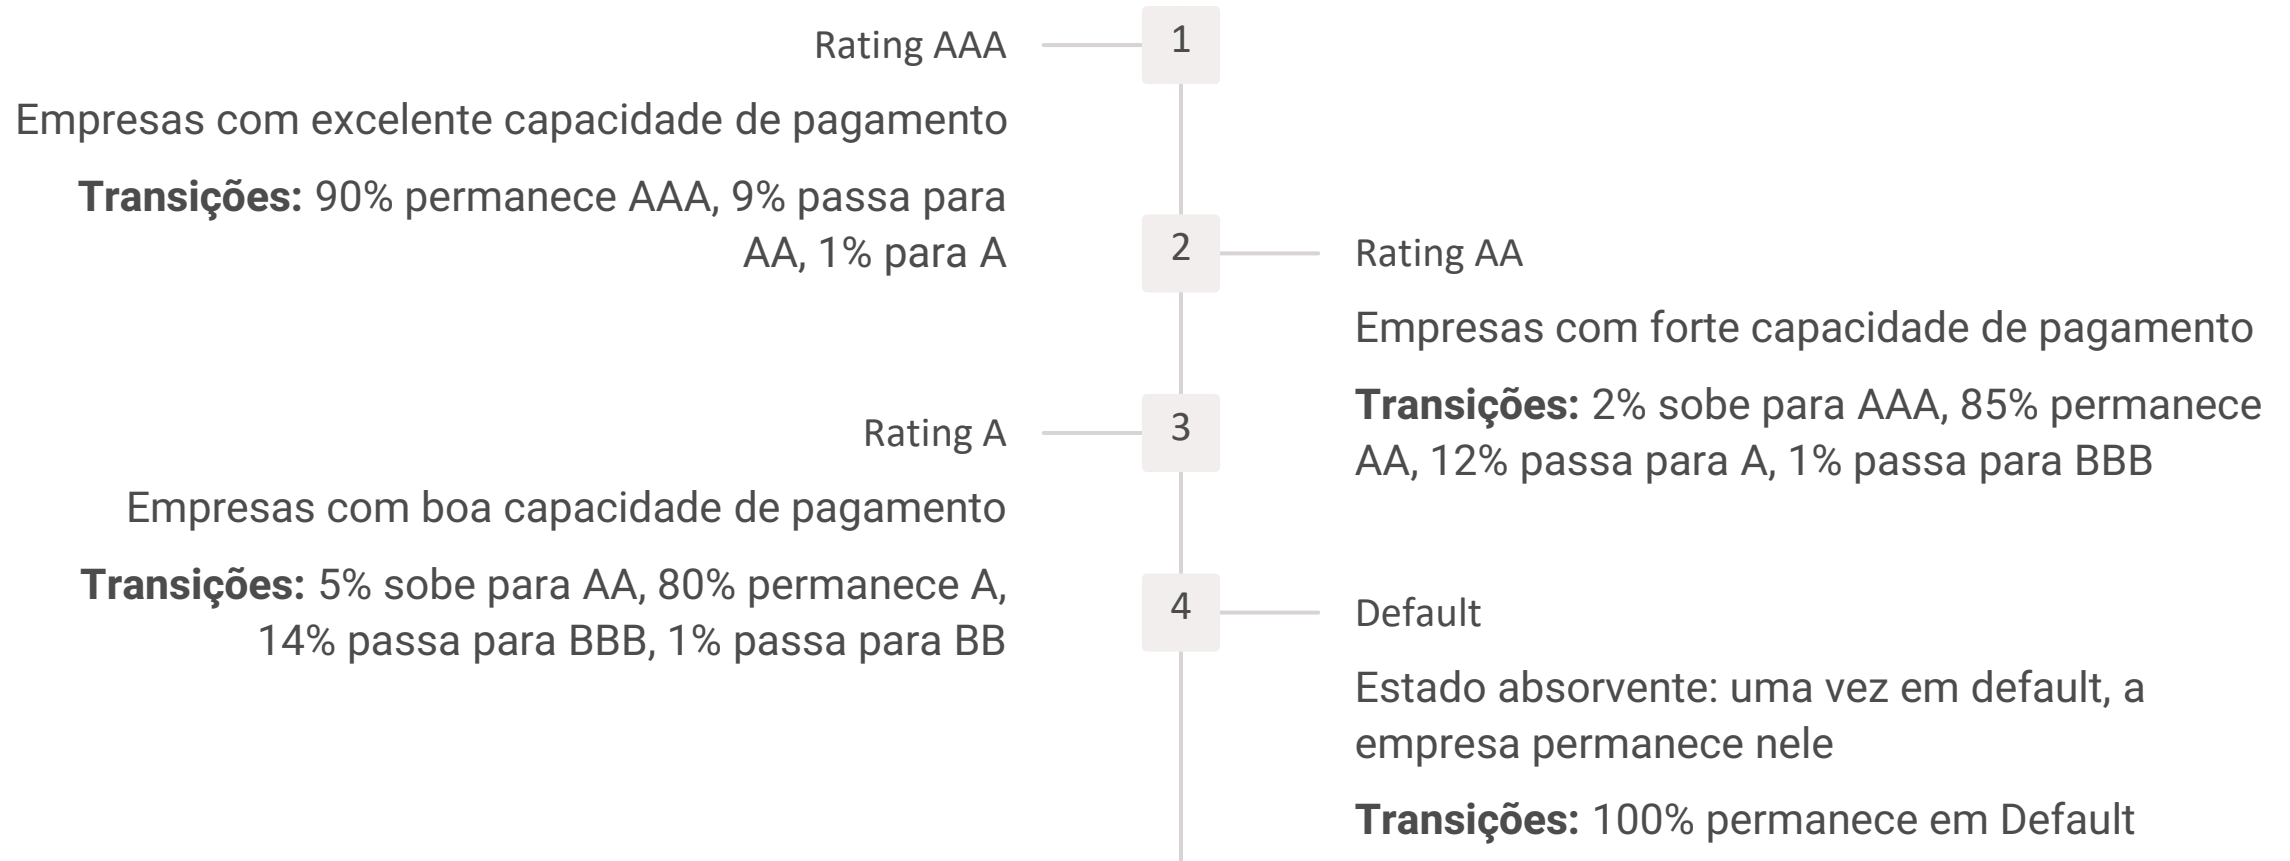 1
Rating AAA
Empresas com excelente capacidade de pagamento
Transições: 90% permanece AAA, 9% passa para
AA, 1% para A
2
Rating AA
Empresas com forte capacidade de pagamento
Transições: 2% sobe para AAA, 85% permanece
AA, 12% passa para A, 1% passa para BBB
3
Rating A
Empresas com boa capacidade de pagamento
Transições: 5% sobe para AA, 80% permanece A,
14% passa para BBB, 1% passa para BB
4
Default
Estado absorvente: uma vez em default, a
empresa permanece nele
Transições: 100% permanece em Default